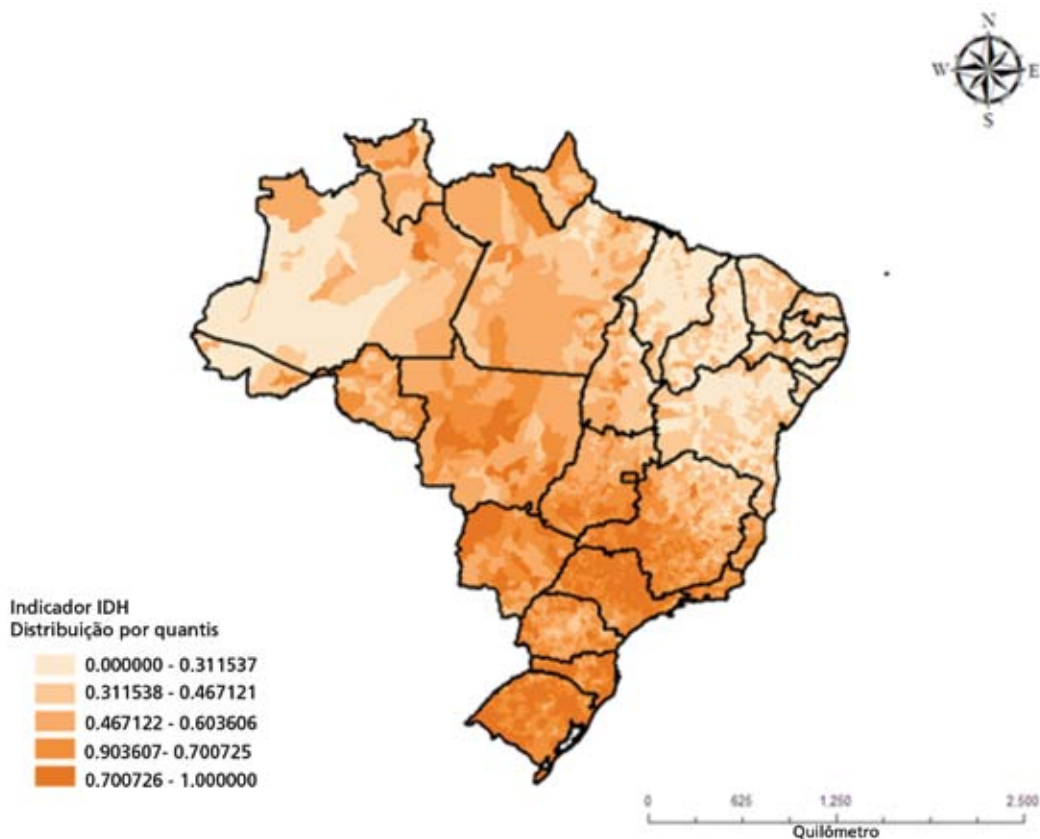 N
W E
S
Indicador IDH
Distribuição por quantis
0.000000 - 0.311537
0.311538 - 0.467121
0.467122 - 0.603606
0.903607- 0.700725
0.700726 - 1.000000
0 625 1.250 2.500
Quilômetro